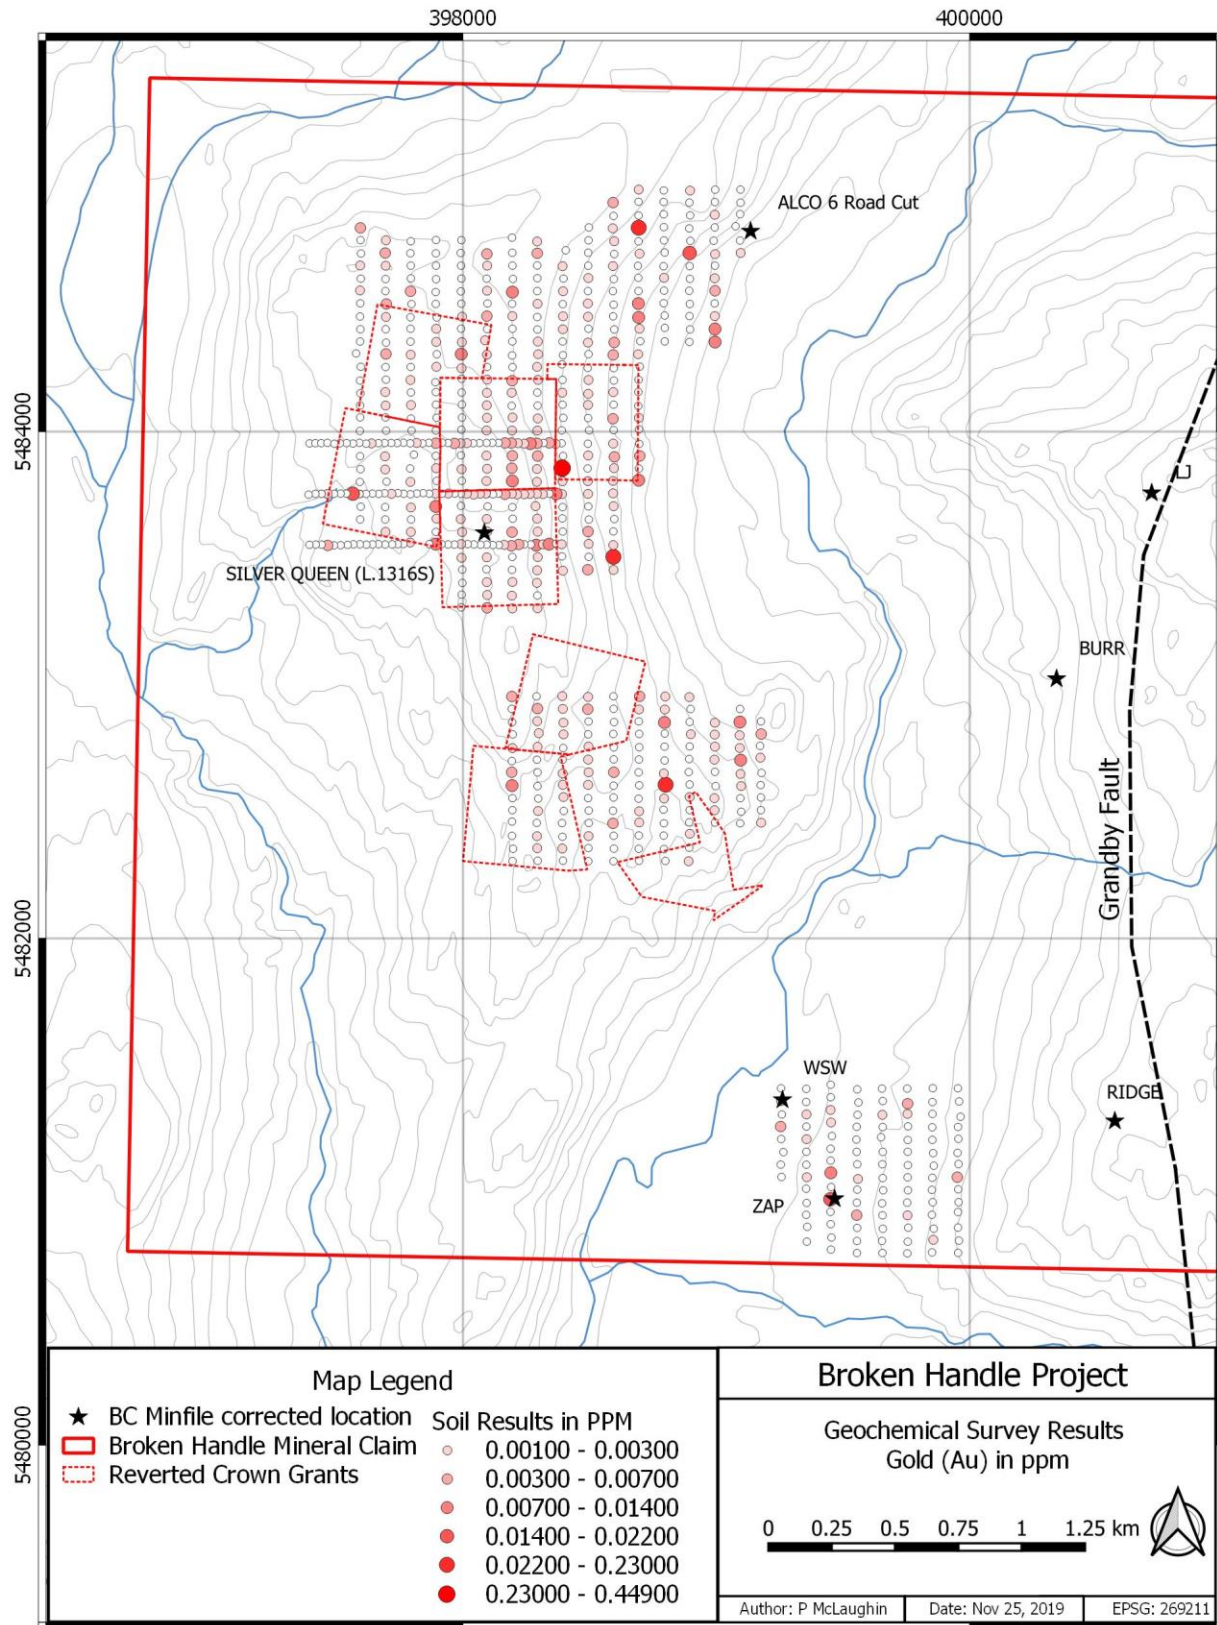 398000
400000
ALCO 6 Road Cut
5484000
SILVER QUEEN (L.1316S)
BURR
Grandby Fault
5482000
WSW
RIDGE
ZAP
5480000
Map Legend
BC Minfile corrected location
Broken Handle Mineral Claim
Reverted Crown Grants
Soil Results in PPM
0.00100 - 0.00300
0.00300 - 0.00700
0.00700 - 0.01400
0.01400 - 0.02200
0.02200 - 0.23000
0.23000 - 0.44900
Broken Handle Project
Geochemical Survey Results
Gold (Au) in ppm
0 0.25 0.5 0.75 1 1.25 km
Author: P McLaughin
Date: Nov 25, 2019
EPSG: 269211